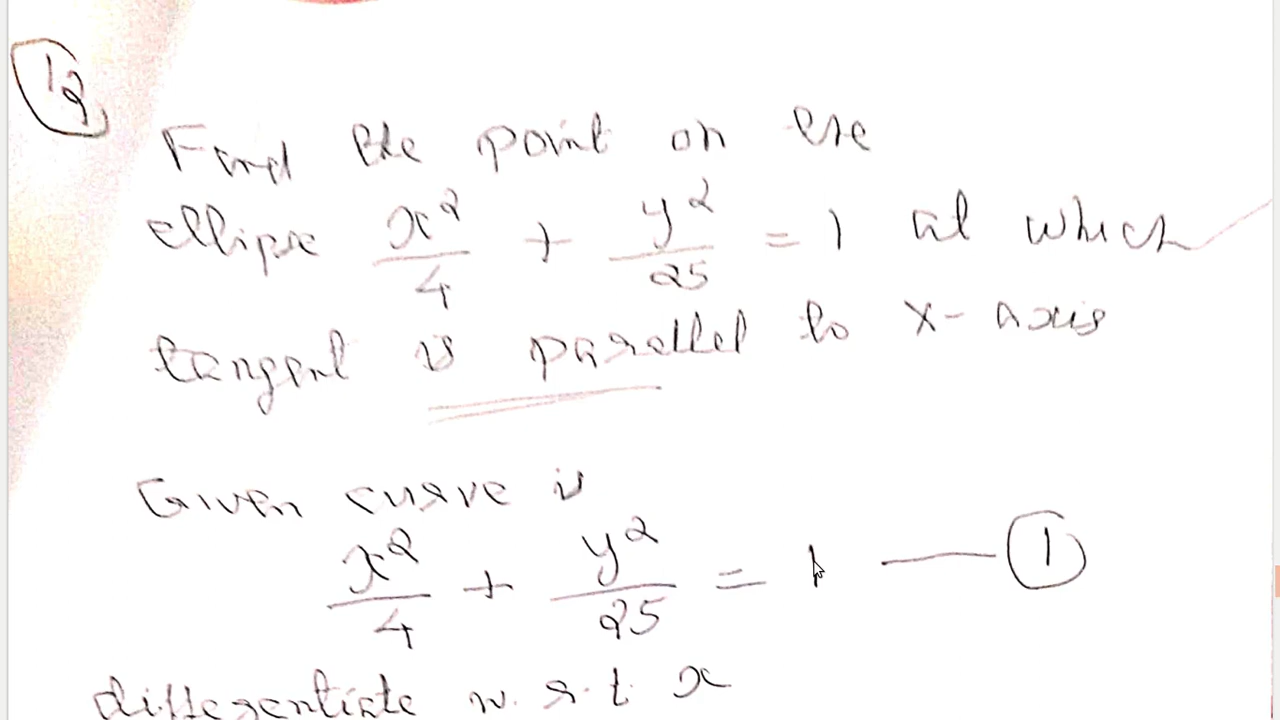 12
Find the point on the
ellipse x²/4 + y²/25 = 1 at which
tangent is parallel to x-axis
Given curve is
x²/4 + y²/25 = 1 —— ①
differentiate w.r.t. x